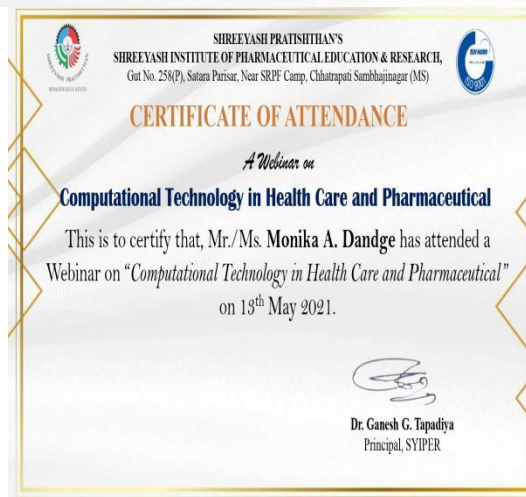 SHREEYASH PRATISHTHAN'S
SHREEYASH INSTITUTE OF PHARMACEUTICAL EDUCATION & RESEARCH,
Gut No. 258(P), Satara Parisar, Near SRPF Camp, Chhatrapati Sambhajinagar (MS)
CERTIFICATE OF ATTENDANCE
A Webinar on
Computational Technology in Health Care and Pharmaceutical
This is to certify that, Mr./Ms. Monika A. Dandge has attended a
Webinar on "Computational Technology in Health Care and Pharmaceutical"
on 13th May 2021.
Dr. Ganesh G. Tapadiya
Principal, SYIPER